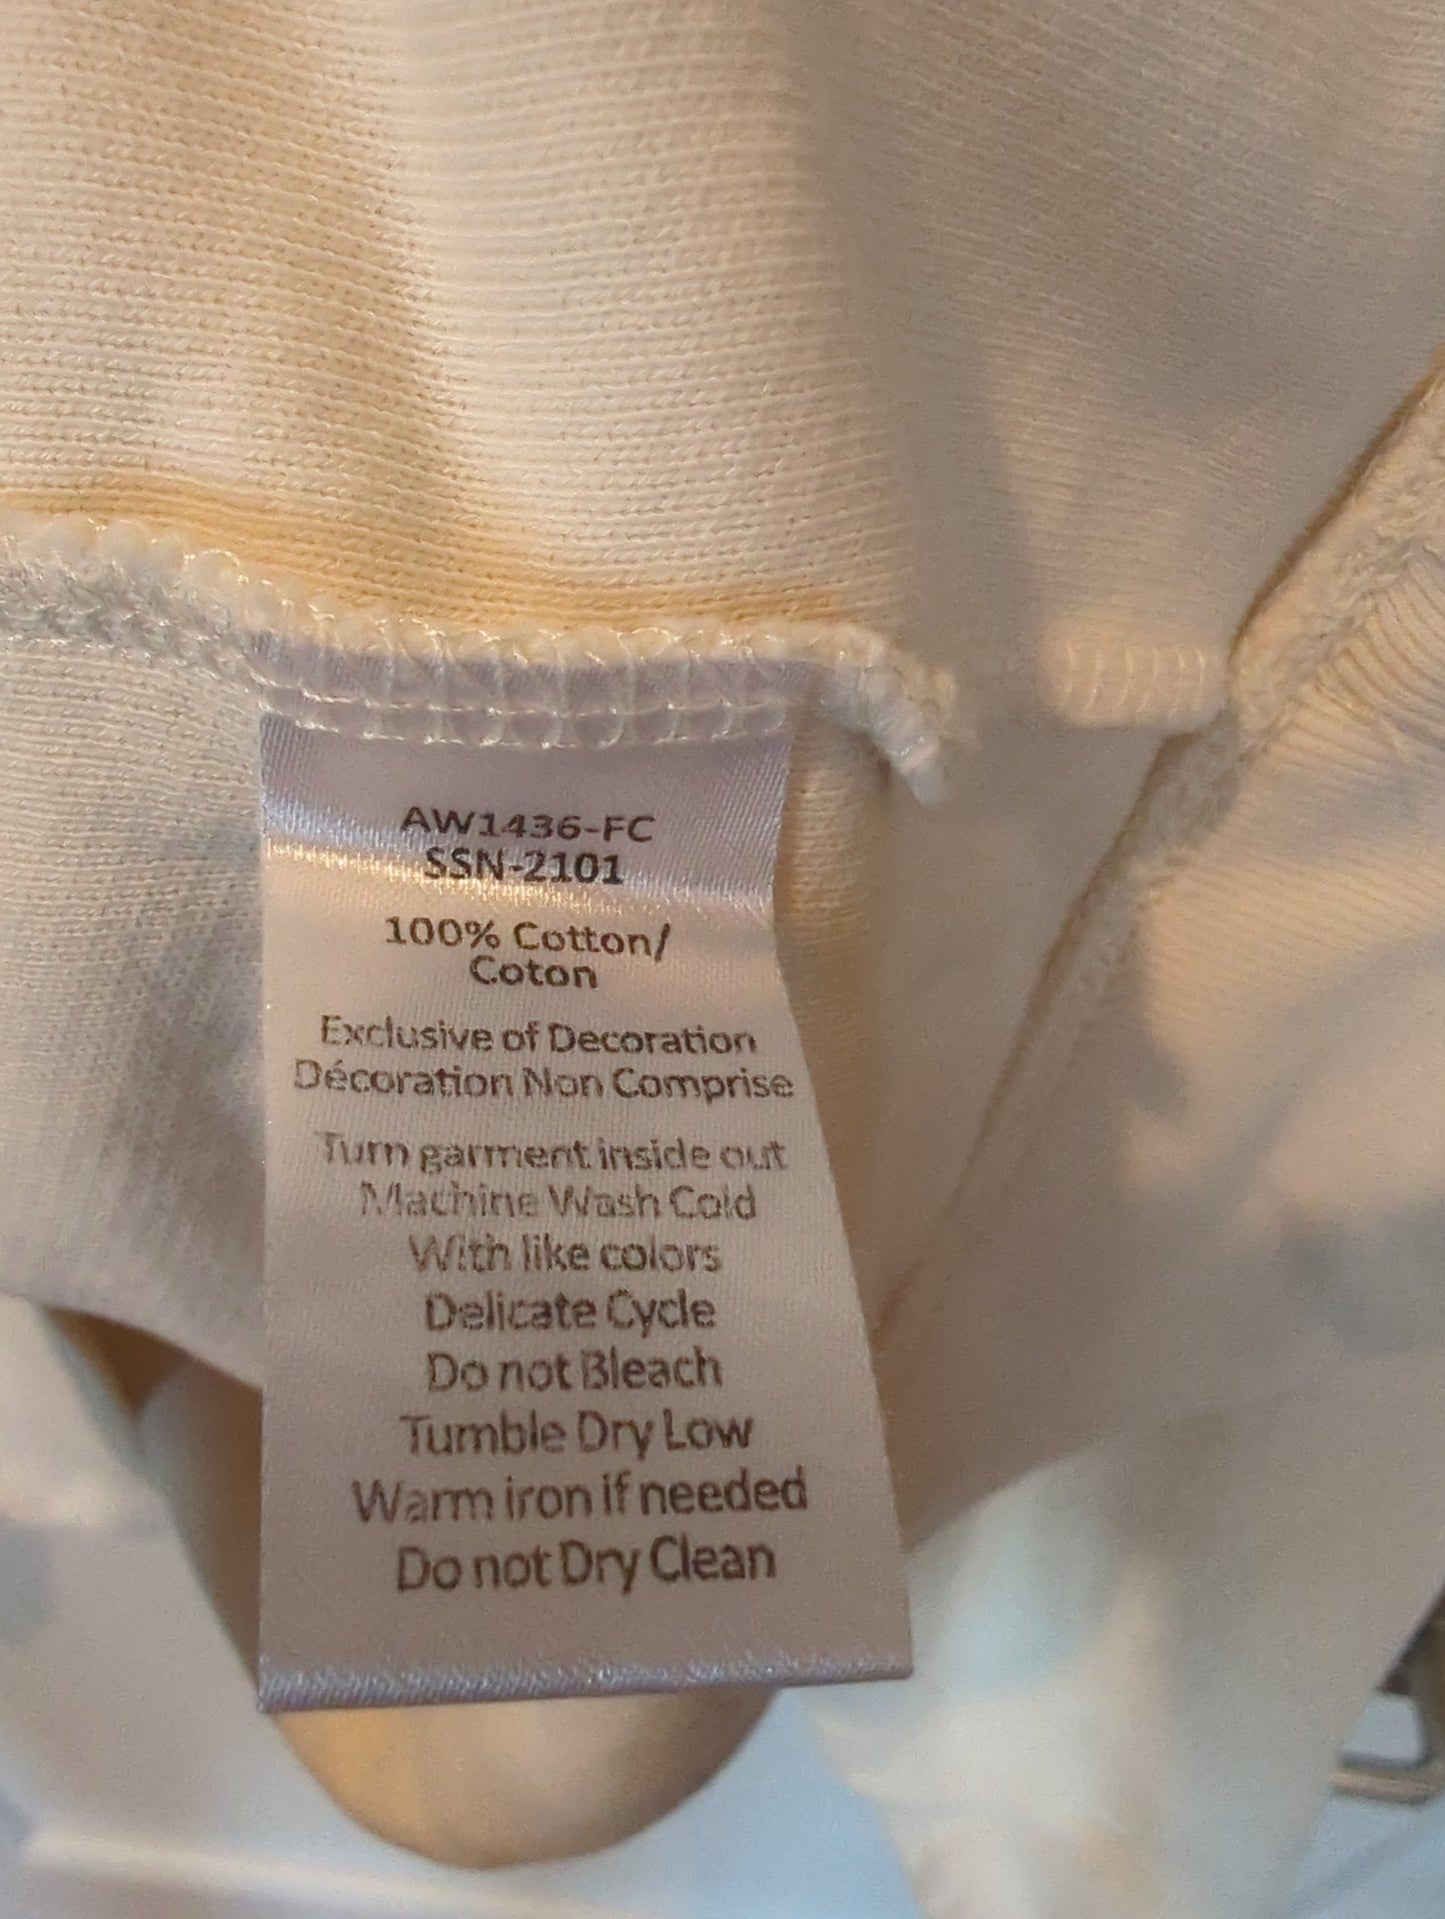 AW1436-FC
SSN-2101
100% Cotton/
Coton
Exclusive of Decoration
Décoration Non Comprise
Turn garment inside out
Machine Wash Cold
With like colors
Delicate Cycle
Do not Bleach
Tumble Dry Low
Warm iron if needed
Do not Dry Clean